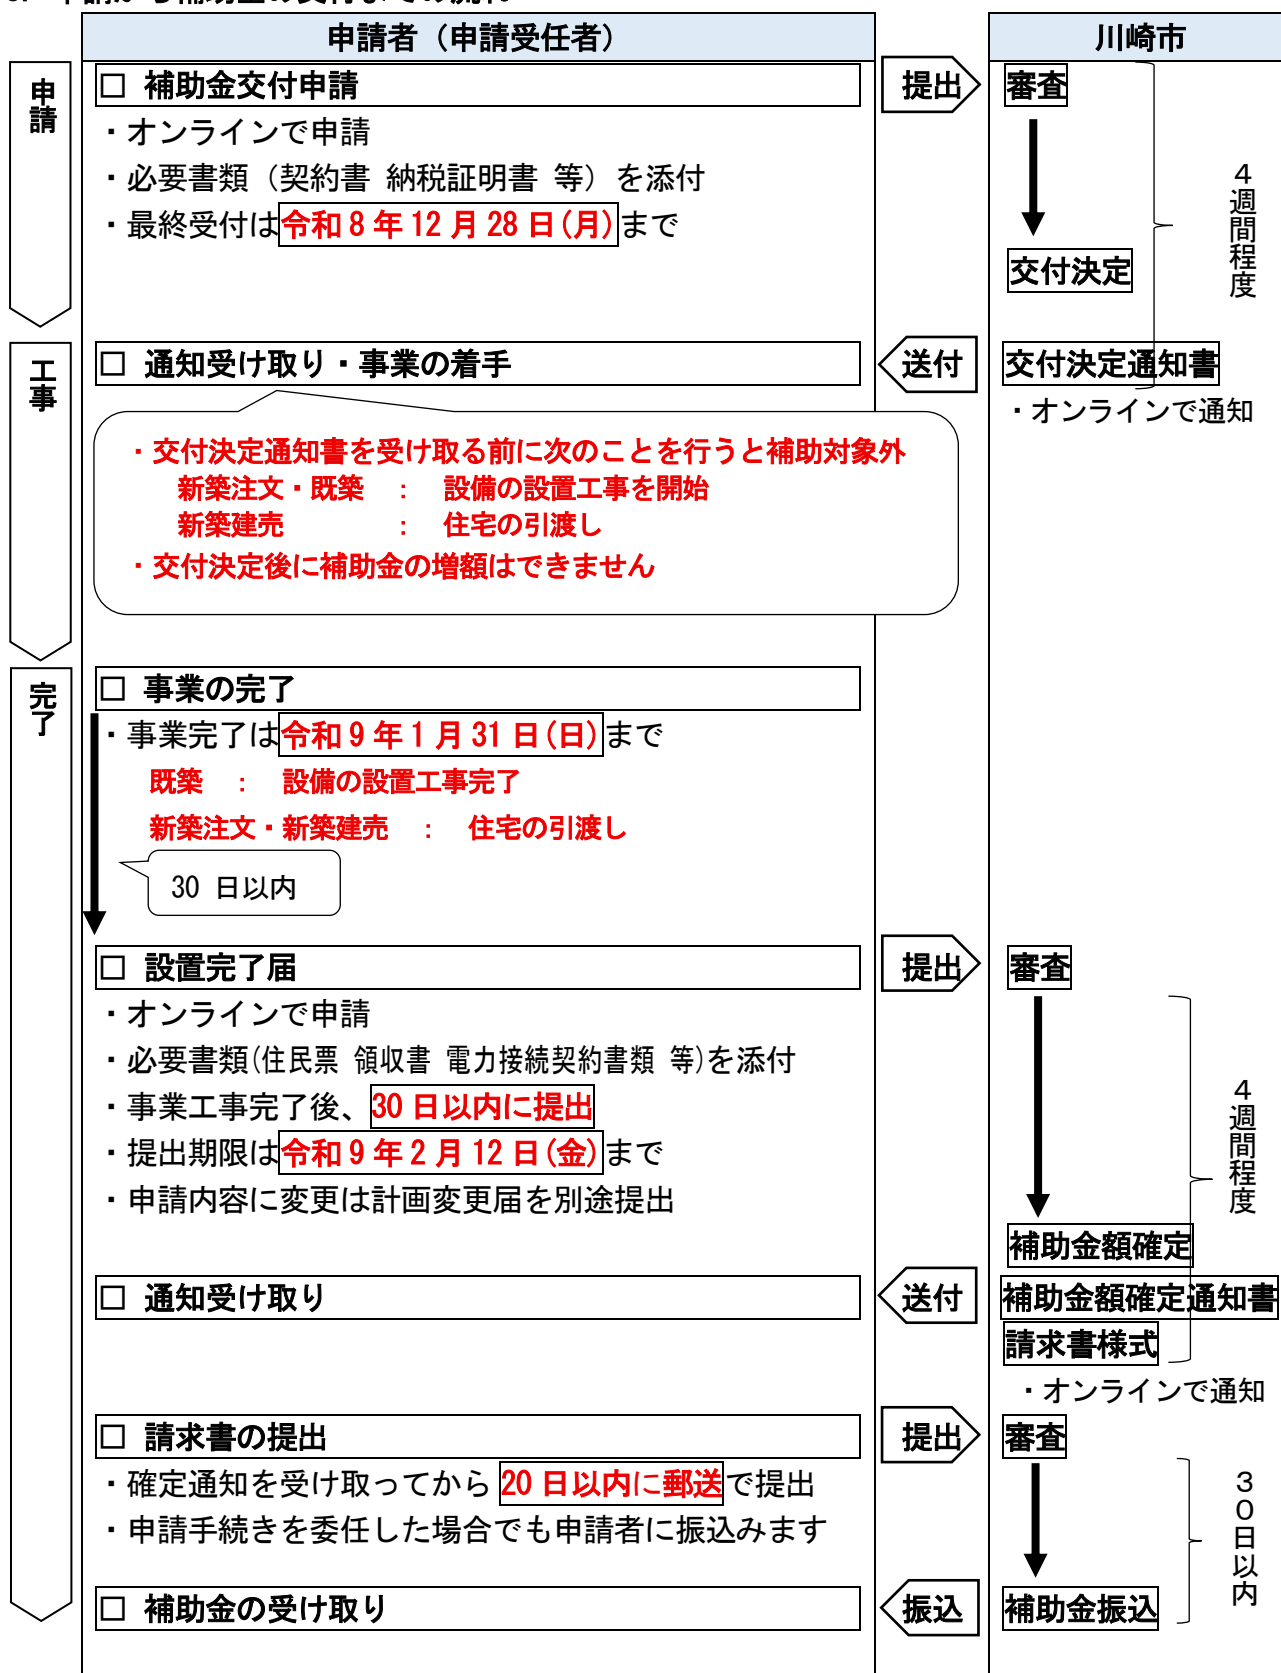 申請者（申請受任者）
川崎市
申請
□ 補助金交付申請
提出
審査
・オンラインで申請
・必要書類（契約書 納税証明書 等）を添付
・最終受付は令和8年12月28日(月)まで
4週間程度
交付決定
工事
□ 通知受け取り・事業の着手
送付
交付決定通知書
・オンラインで通知
・交付決定通知書を受け取る前に次のことを行うと補助対象外
新築注文・既築 ： 設備の設置工事を開始
新築建売 ： 住宅の引渡し
・交付決定後に補助金の増額はできません
完了
□ 事業の完了
・事業完了は令和9年1月31日(日)まで
既築 ： 設備の設置工事完了
新築注文・新築建売 ： 住宅の引渡し
30 日以内
□ 設置完了届
提出
審査
・オンラインで申請
・必要書類(住民票 領収書 電力接続契約書類 等)を添付
・事業工事完了後、30日以内に提出
・提出期限は令和9年2月12日(金)まで
・申請内容に変更は計画変更届を別途提出
4週間程度
補助金額確定
□ 通知受け取り
送付
補助金額確定通知書
請求書様式
・オンラインで通知
□ 請求書の提出
提出
審査
・確定通知を受け取ってから20日以内に郵送で提出
・申請手続きを委任した場合でも申請者に振込みます
30日以内
□ 補助金の受け取り
振込
補助金振込